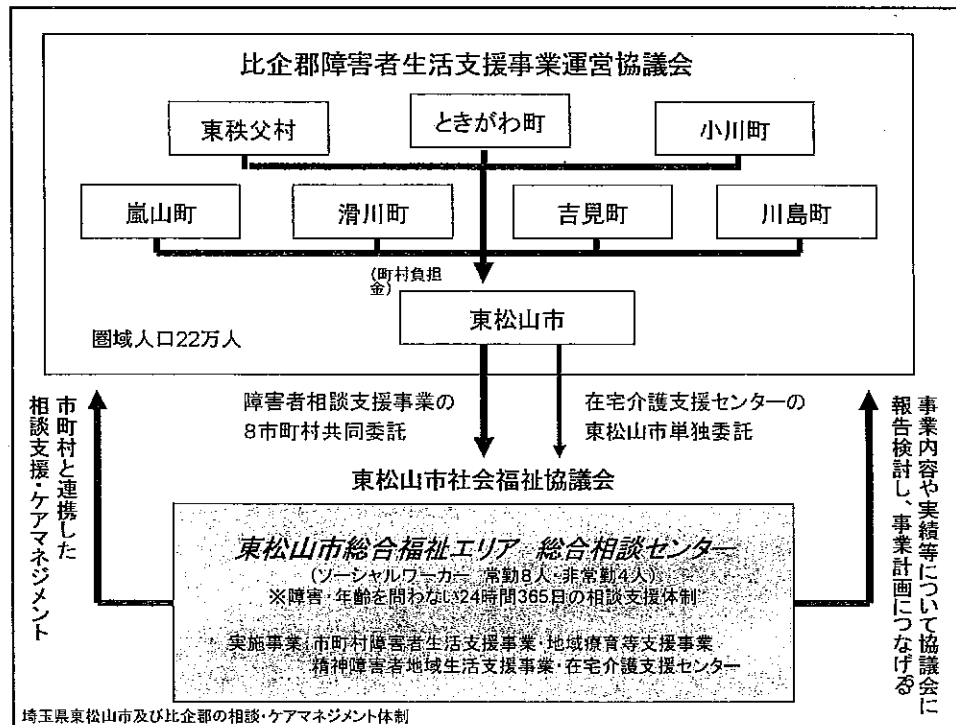 比企郡障害者生活支援事業運営協議会
東秩父村
ときがわ町
小川町
嵐山町
滑川町
吉見町
川島町
(町村負担
金)
東松山市
圏域人口22万人
市町村と連携した
相談支援・ケアマネジメント
障害者相談支援事業の
8市町村共同委託
在宅介護支援センターの
東松山市単独委託
事業内容や実績等について協議会に
報告検討し、事業計画につなげる
東松山市社会福祉協議会
東松山市総合福祉エリア 総合相談センター
(ソーシャルワーカー 常勤8人・非常勤4人)
※障害・年齢を問わない24時間365日の相談支援体制
実施事業:市町村障害者生活支援事業・地域療育等支援事業
精神障害者地域生活支援事業・在宅介護支援センター
埼玉県東松山市及び比企郡の相談・ケアマネジメント体制